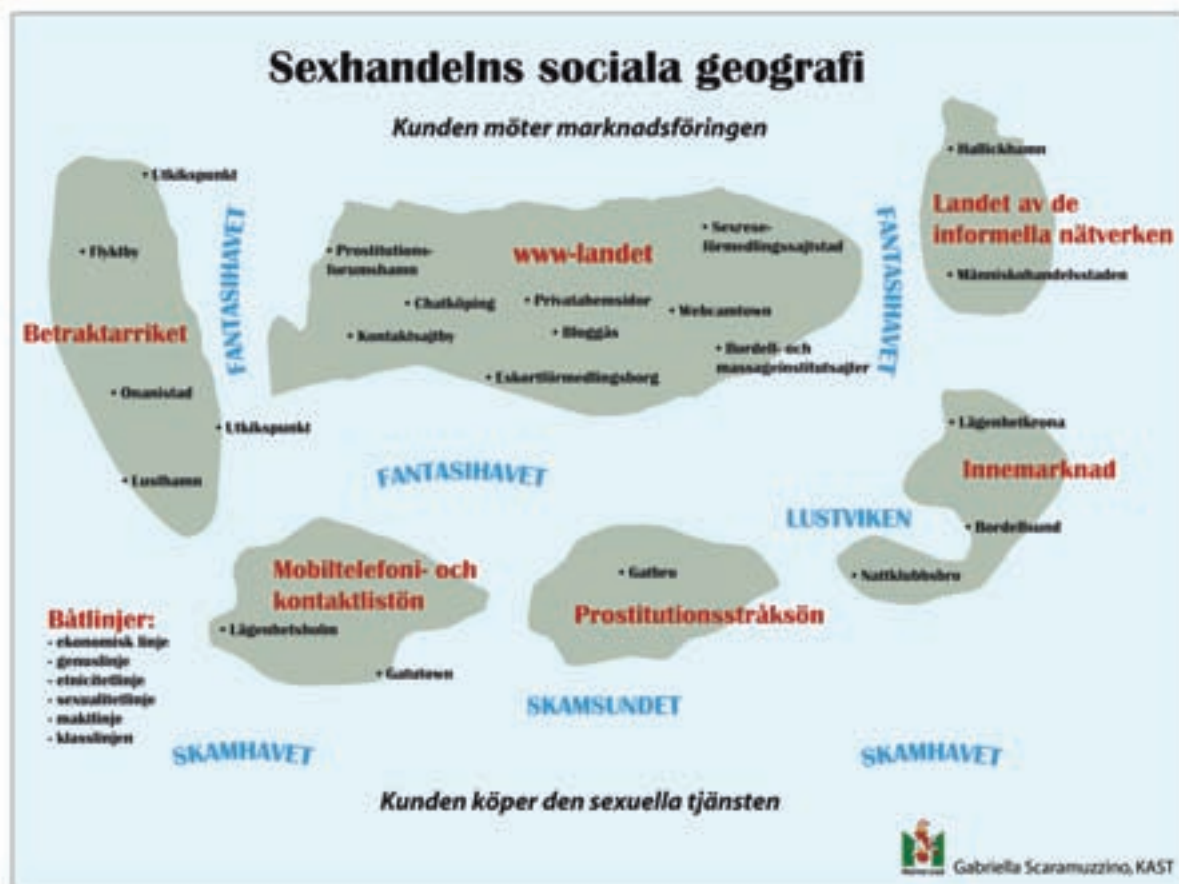 Sexhandelns sociala geografi
Kunden möter marknadsföringen
• Utkikspunkt
• Flyktby
Betraktarriket
• Onanistad
• Utkikspunkt
• Lusthamn
FANTASIHAVET
• Prostitutions-
forumshamn
www-landet
• Sexrese-
förmedlingssajtstad
• Chatköping
• Privatahemsidor
• Webcamtown
• Kontaktsajtby
• Bloggås
• Bordell- och
massageinstitutsajter
• Eskortförmedlingsborg
FANTASIHAVET
• Hallickhamn
Landet av de
informella nätverken
• Människohandelsstaden
FANTASIHAVET
• Lägenhetkrona
Innemarknad
LUSTVIKEN
• Bordellsund
• Nattklubbsbro
Mobiltelefoni- och
kontaktlistön
• Lägenhetsholm
• Gatutown
• Gatbro
Prostitutionsstråksön
Båtlinjer:
- ekonomisk linje
- genuslinje
- etnicitetlinje
- sexualitetlinje
- maktlinje
- klasslinjen
SKAMSUNDET
SKAMHAVET
SKAMHAVET
Kunden köper den sexuella tjänsten
Gabriella Scaramuzzino, KAST